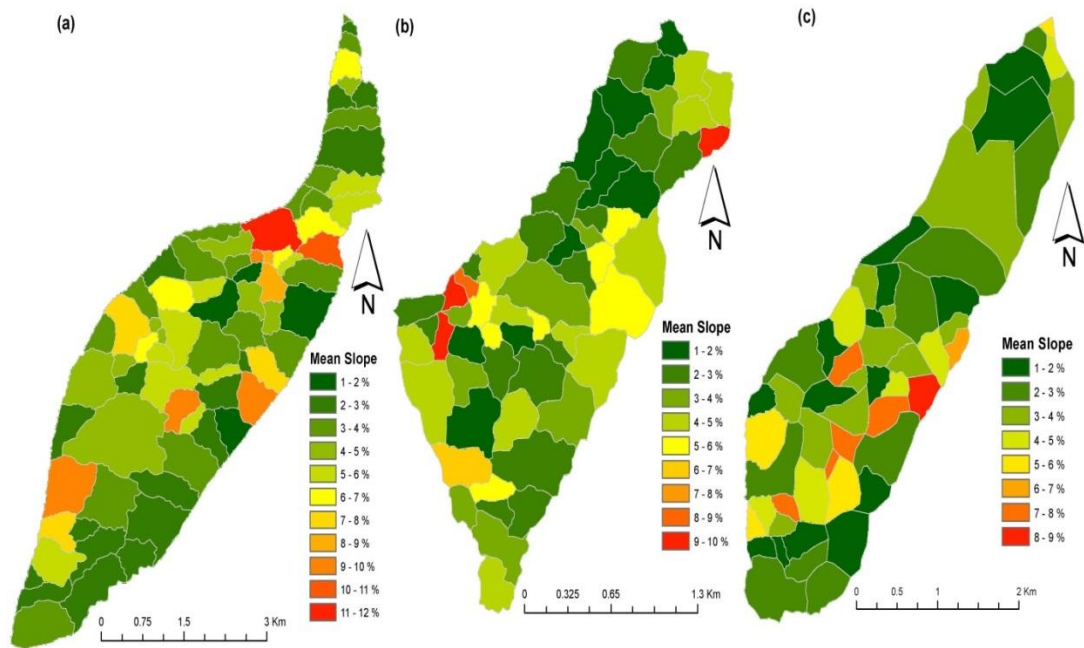 (a)
N
Mean Slope
1 - 2 %
2 - 3 %
3 - 4 %
4 - 5 %
5 - 6 %
6 - 7 %
7 - 8 %
8 - 9 %
9 - 10 %
10 - 11 %
11 - 12 %
0 0.75 1.5 3 Km
(b)
N
Mean Slope
1 - 2 %
2 - 3 %
3 - 4 %
4 - 5 %
5 - 6 %
6 - 7 %
7 - 8 %
8 - 9 %
9 - 10 %
0 0.325 0.65 1.3 Km
(c)
N
Mean Slope
1 - 2 %
2 - 3 %
3 - 4 %
4 - 5 %
5 - 6 %
6 - 7 %
7 - 8 %
8 - 9 %
0 0.5 1 2 Km